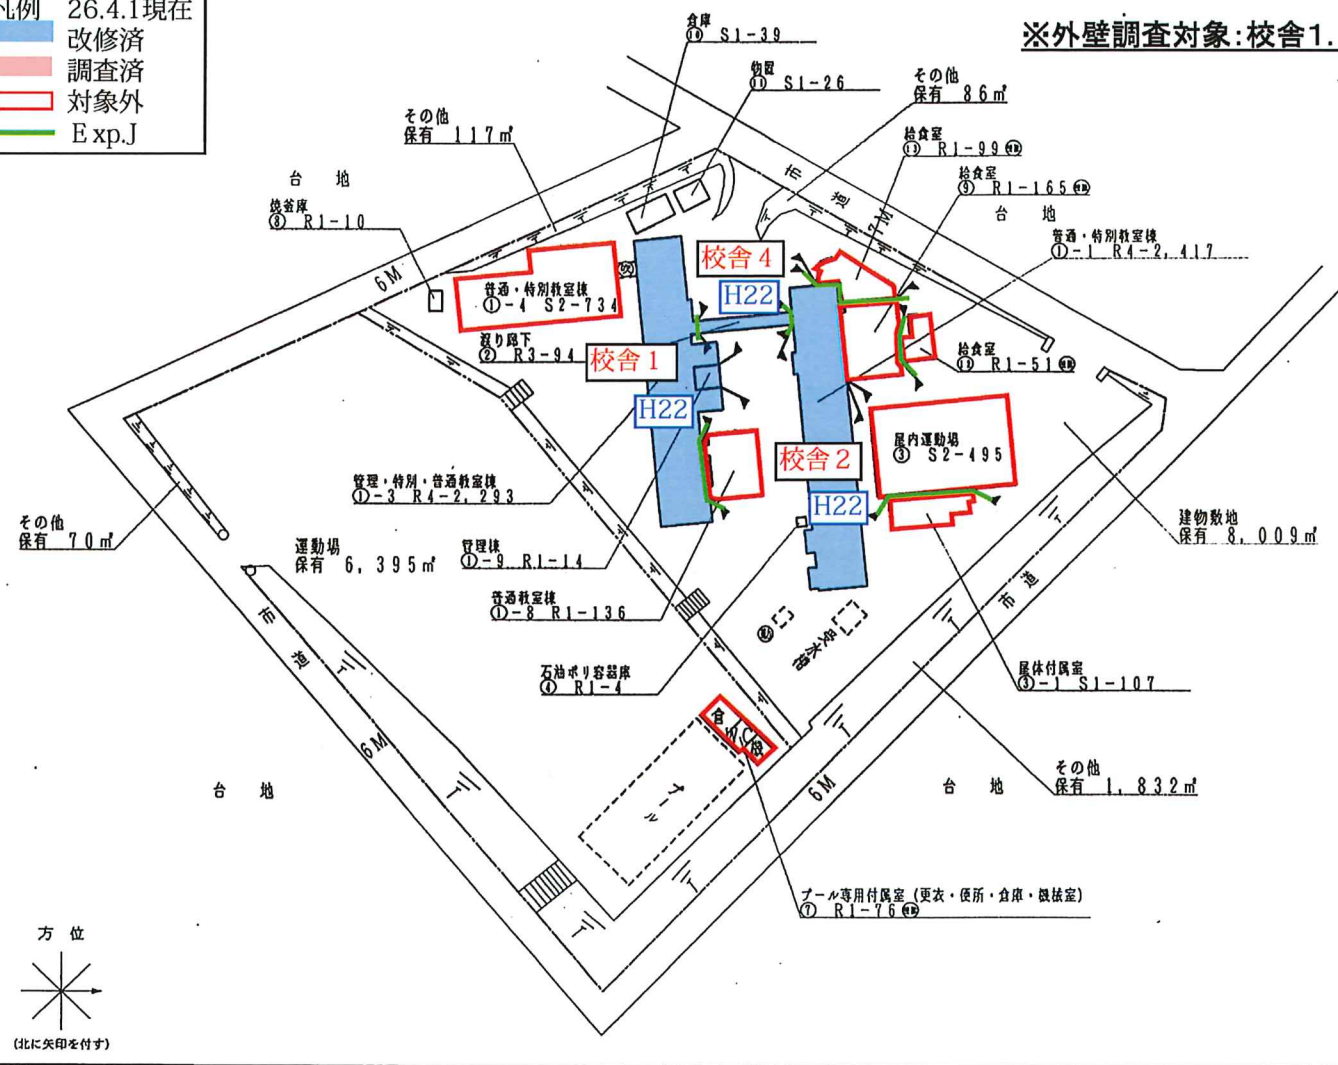 凡例 26.4.1現在
改修済
調査済
対象外
Exp.J
※外壁調査対象：校舎1.
倉庫
⑩ S1-39
物置
⑪ S1-26
その他
保有 86㎡
その他
保有 117㎡
給食室
⑬ R1-99
給食室
⑨ R1-165
台 地
普通・特別教室棟
①-1 R4-2,417
台 地
焼釜庫
⑧ R1-10
市 道
6M
校舎4
H22
普通・特別教室棟
①-4 S2-734
渡り廊下
② R3-94
校舎1
H22
給食室
⑫ R1-51
屋内運動場
③ S2-495
校舎2
H22
管理・特別・普通教室棟
①-3 R4-2,293
その他
保有 70㎡
運動場
保有 6,395㎡
管理棟
①-9 R1-14
普通教室棟
①-8 R1-136
建物敷地
保有 8,009㎡
市 道
市 道
受水槽
石油ポリ容器庫
④ R1-4
屋体付属室
③-1 S1-107
倉
WC
プール
6M
6M
台 地
台 地
その他
保有 1,832㎡
プール専用付属室（更衣・便所・倉庫・機械室）
⑦ R1-76
方 位
(北に矢印を付す)